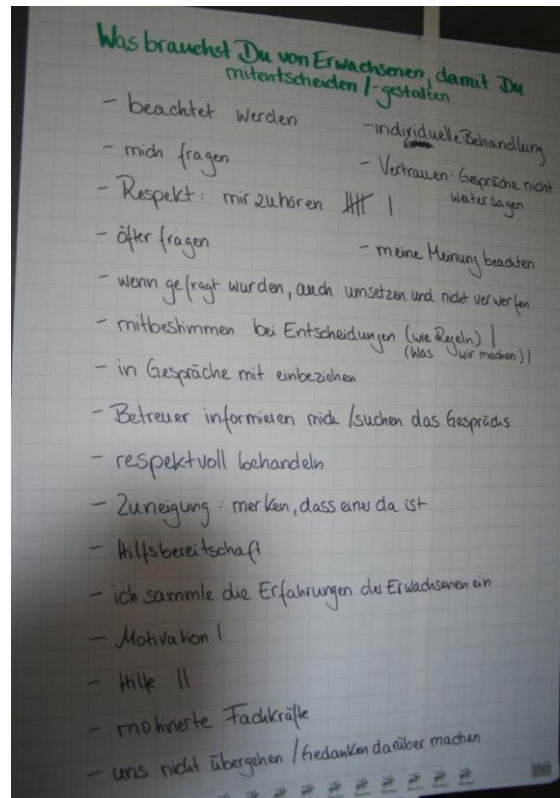 Was brauchst Du von Erwachsenen, damit Du
mitentscheiden /-gestalten
- beachtet werden
- individuelle Behandlung
- mich fragen
- Vertrauen: Gespräche nicht
weitersagen
- Respekt: mir zuhören |||| |
- öfter fragen
- meine Meinung beachten
- wenn gefragt wurden, auch umsetzen und nicht verwerfen
- mitbestimmen bei Entscheidungen (wie Regeln) |
(Was wir machen) |
- in Gespräche mit einbeziehen
- Betreuer informieren mich /suchen das Gesprächs
- respektvoll behandeln
- Zuneigung: merken, dass einer da ist
- Hilfsbereitschaft
- ich sammle die Erfahrungen des Erwachsenen ein
- Motivation |
- Hilfe ||
- motivierte Fachkräfte
- uns nicht übergehen / Gedanken darüber machen